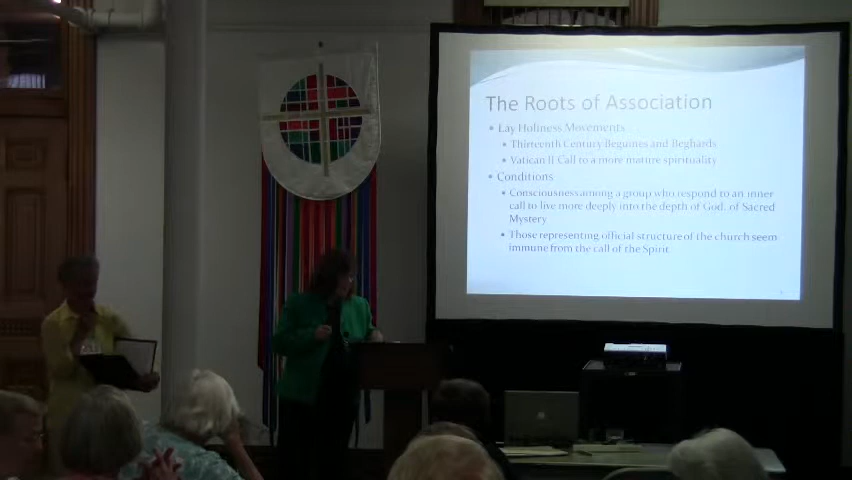 The Roots of Association
• Lay Holiness Movements
• Thirteenth Century Beguines and Beghards
• Vatican II Call to a more mature spirituality
• Conditions
• Consciousness among a group who respond to an inner
call to live more deeply into the depth of God, of Sacred
Mystery
• Those representing official structure of the church seem
immune from the call of the Spirit